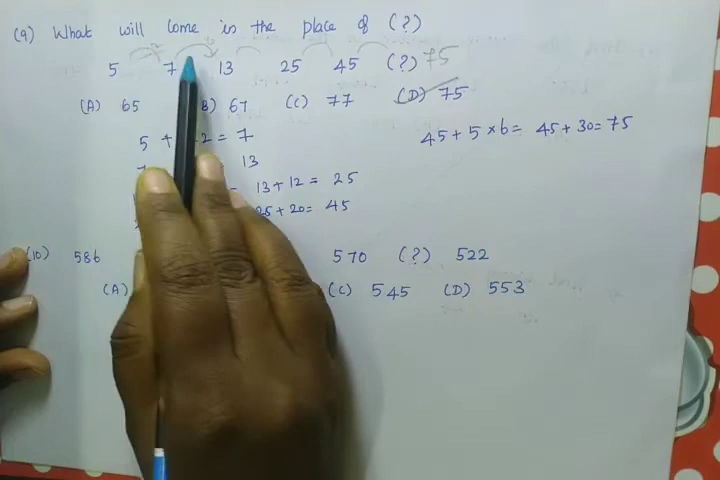 (9) What will come in the place of (?)
5 7 13 25 45 (?) 75
(A) 65 B) 67 (C) 77 (D) 75
5 + 2 = 7
45 + 5 × 6 = 45 + 30 = 75
13
13 + 12 = 25
25 + 20 = 45
(10) 586 570 (?) 522
(A) (C) 545 (D) 553